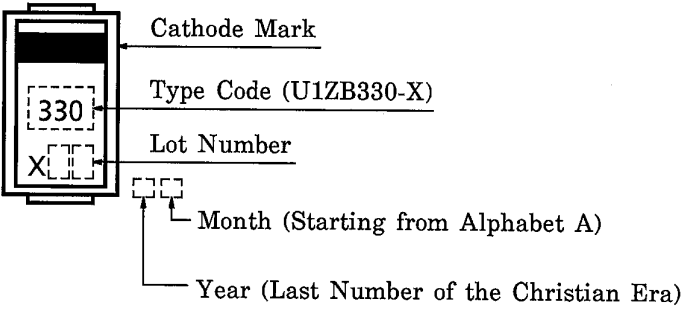 Cathode Mark
Type Code (U1ZB330-X)
330
Lot Number
X
Month (Starting from Alphabet A)
Year (Last Number of the Christian Era)